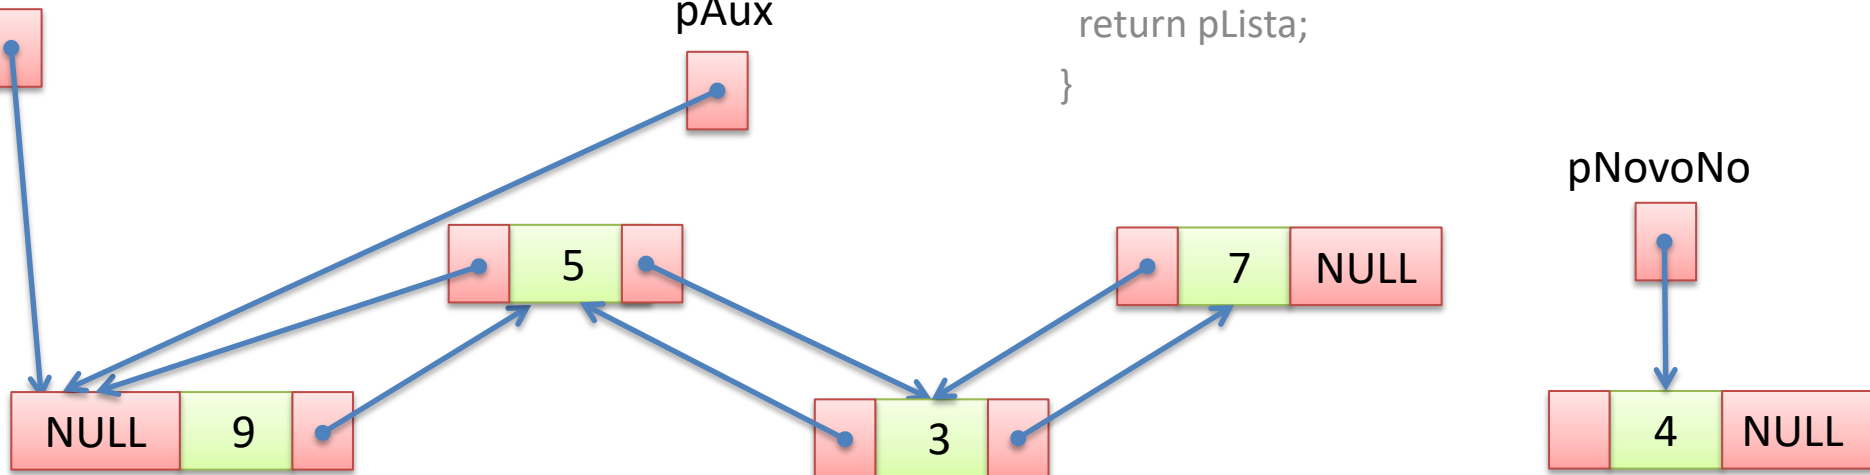 pAux
return pLista;
}
pNovoNo
5
7 NULL
NULL 9
3
4 NULL